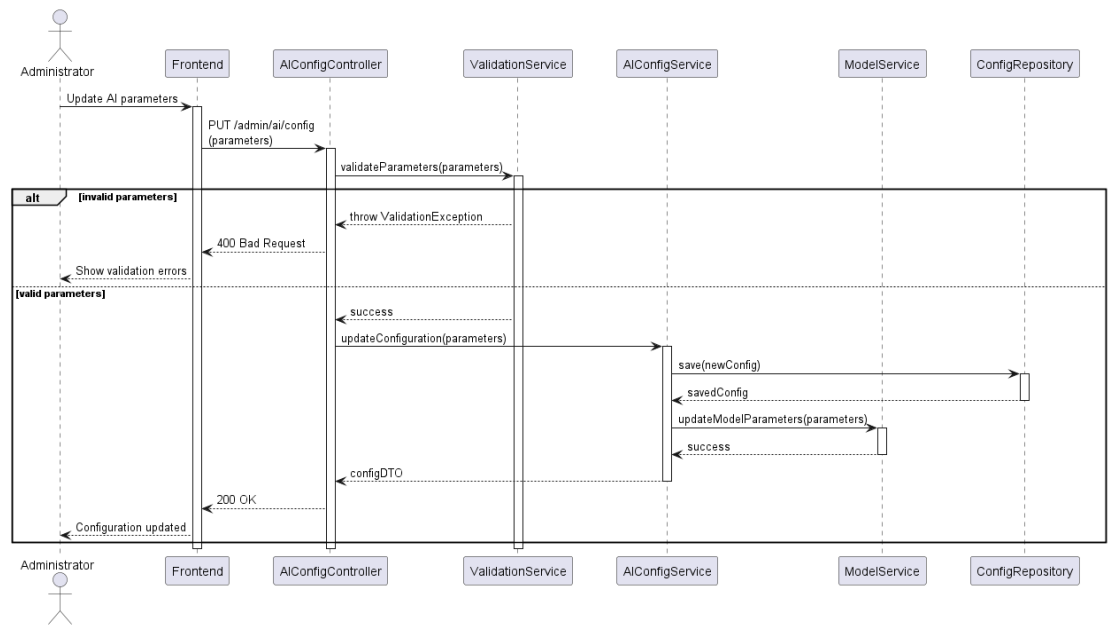 Administrator
Frontend
AIConfigController
ValidationService
AIConfigService
ModelService
ConfigRepository
Update AI parameters
PUT /admin/ai/config
(parameters)
validateParameters(parameters)
alt
[invalid parameters]
throw ValidationException
400 Bad Request
Show validation errors
[valid parameters]
success
updateConfiguration(parameters)
save(newConfig)
savedConfig
updateModelParameters(parameters)
success
configDTO
200 OK
Configuration updated
Administrator
Frontend
AIConfigController
ValidationService
AIConfigService
ModelService
ConfigRepository